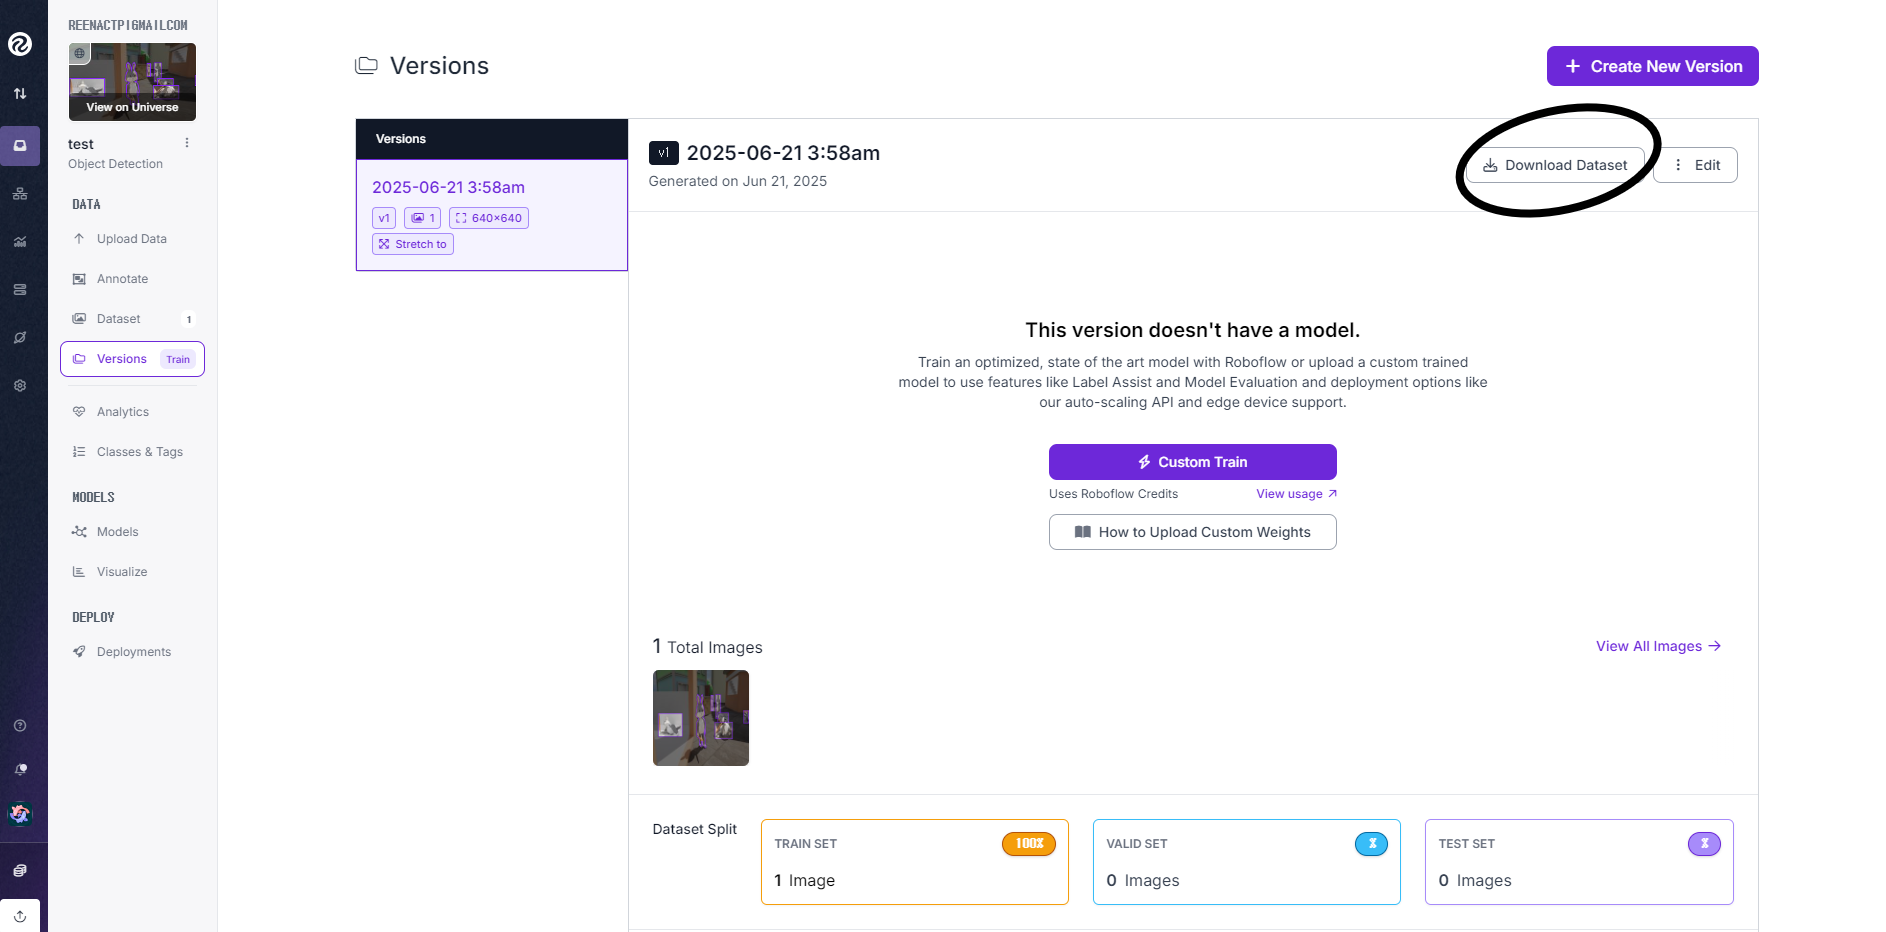 REENACTPIGMAILCOM
View on Universe
test
Object Detection
DATA
Upload Data
Annotate
Dataset 1
Versions Train
Analytics
Classes & Tags
MODELS
Models
Visualize
DEPLOY
Deployments
Versions
Create New Version
Versions
2025-06-21 3:58am
v1 1 640×640
Stretch to
v1 2025-06-21 3:58am
Generated on Jun 21, 2025
Download Dataset
Edit
This version doesn't have a model.
Train an optimized, state of the art model with Roboflow or upload a custom trained
model to use features like Label Assist and Model Evaluation and deployment options like
our auto-scaling API and edge device support.
Custom Train
Uses Roboflow Credits View usage
How to Upload Custom Weights
1 Total Images
View All Images
Dataset Split
TRAIN SET 100%
1 Image
VALID SET %
0 Images
TEST SET %
0 Images